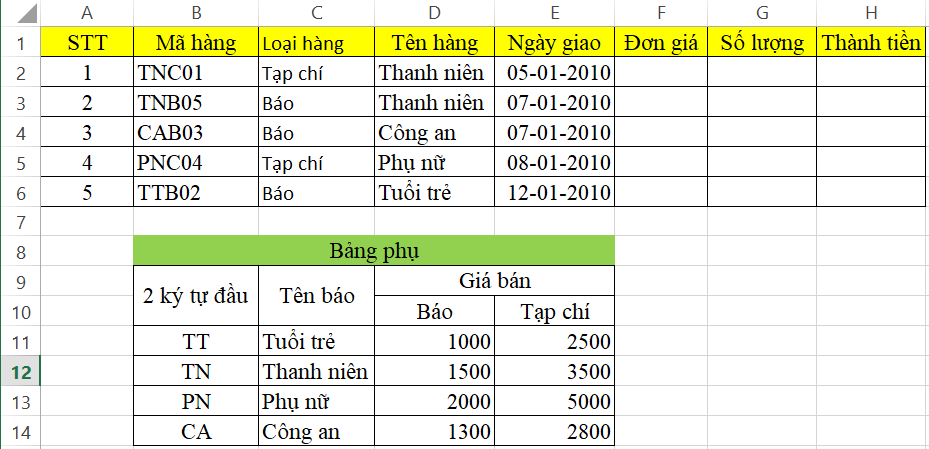 A B C D E F G H
1 STT Mã hàng Loại hàng Tên hàng Ngày giao Đơn giá Số lượng Thành tiền
2 1 TNC01 Tạp chí Thanh niên 05-01-2010
3 2 TNB05 Báo Thanh niên 07-01-2010
4 3 CAB03 Báo Công an 07-01-2010
5 4 PNC04 Tạp chí Phụ nữ 08-01-2010
6 5 TTB02 Báo Tuổi trẻ 12-01-2010
7
8 Bảng phụ
9 2 ký tự đầu Tên báo Giá bán
10 Báo Tạp chí
11 TT Tuổi trẻ 1000 2500
12 TN Thanh niên 1500 3500
13 PN Phụ nữ 2000 5000
14 CA Công an 1300 2800